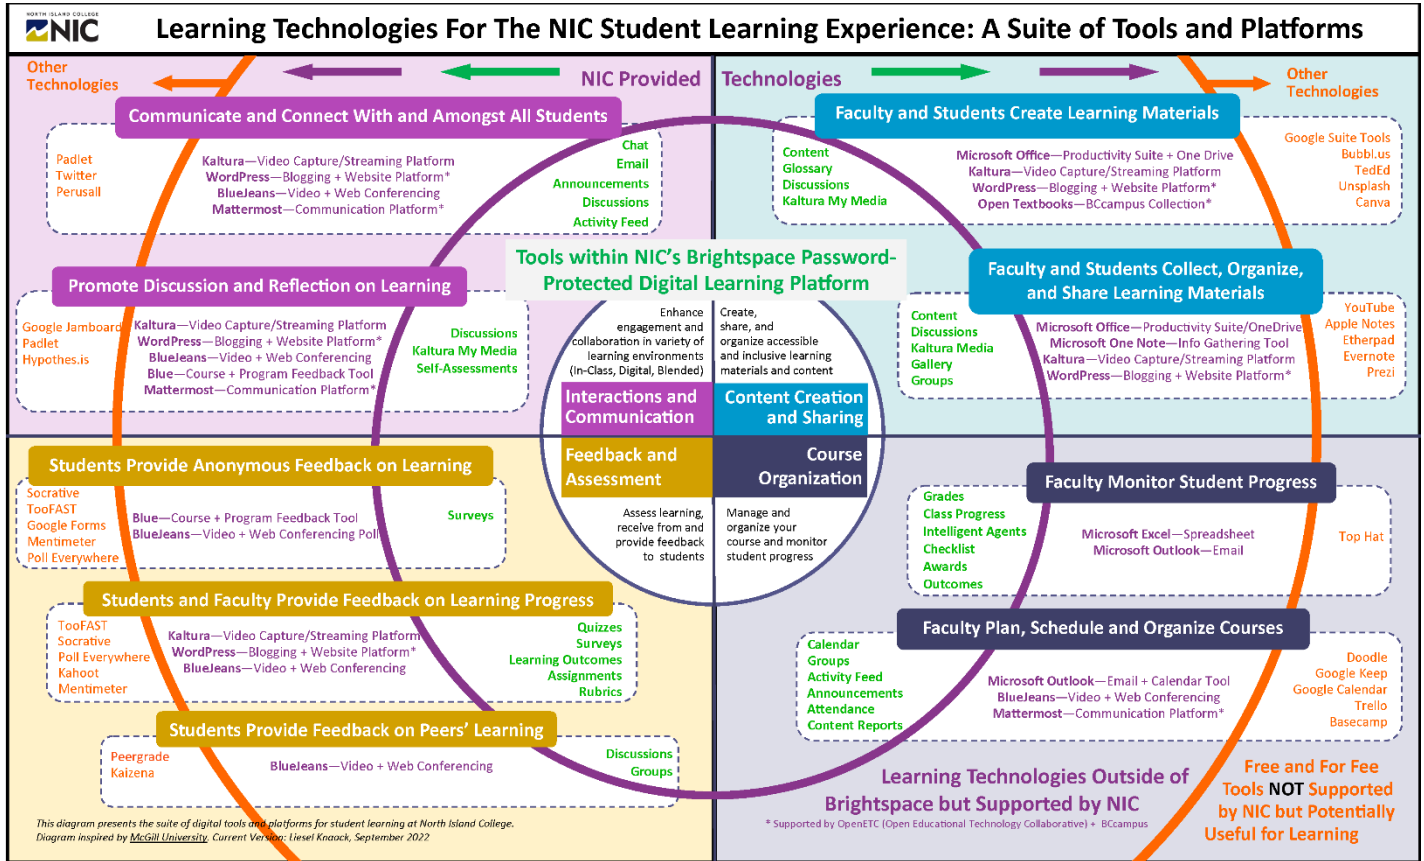 NORTH ISLAND COLLEGE
NIC
Learning Technologies For The NIC Student Learning Experience: A Suite of Tools and Platforms
Other
Technologies
NIC Provided
Technologies
Other
Technologies
Communicate and Connect With and Amongst All Students
Padlet
Twitter
Perusall
Kaltura—Video Capture/Streaming Platform
WordPress—Blogging + Website Platform*
BlueJeans—Video + Web Conferencing
Mattermost—Communication Platform*
Chat
Email
Announcements
Discussions
Activity Feed
Faculty and Students Create Learning Materials
Content
Glossary
Discussions
Kaltura My Media
Microsoft Office—Productivity Suite + One Drive
Kaltura—Video Capture/Streaming Platform
WordPress—Blogging + Website Platform*
Open Textbooks—BCcampus Collection*
Google Suite Tools
Bubbl.us
TedEd
Unsplash
Canva
Tools within NIC's Brightspace Password-
Protected Digital Learning Platform
Promote Discussion and Reflection on Learning
Google Jamboard
Padlet
Hypothes.is
Kaltura—Video Capture/Streaming Platform
WordPress—Blogging + Website Platform*
BlueJeans—Video + Web Conferencing
Blue—Course + Program Feedback Tool
Mattermost—Communication Platform*
Discussions
Kaltura My Media
Self-Assessments
Faculty and Students Collect, Organize,
and Share Learning Materials
Content
Discussions
Kaltura Media
Gallery
Groups
Microsoft Office—Productivity Suite/OneDrive
Microsoft One Note—Info Gathering Tool
Kaltura—Video Capture/Streaming Platform
WordPress—Blogging + Website Platform*
YouTube
Apple Notes
Etherpad
Evernote
Prezi
Enhance
engagement and
collaboration in variety of
learning environments
(In-Class, Digital, Blended)
Create,
share, and
organize accessible
and inclusive learning
materials and content
Interactions and
Communication
Content Creation
and Sharing
Feedback and
Assessment
Course
Organization
Assess learning,
receive from and
provide feedback
to students
Manage and
organize your
course and monitor
student progress
Students Provide Anonymous Feedback on Learning
Socrative
TooFAST
Google Forms
Mentimeter
Poll Everywhere
Blue—Course + Program Feedback Tool
BlueJeans—Video + Web Conferencing Poll
Surveys
Faculty Monitor Student Progress
Grades
Class Progress
Intelligent Agents
Checklist
Awards
Outcomes
Microsoft Excel—Spreadsheet
Microsoft Outlook—Email
Top Hat
Students and Faculty Provide Feedback on Learning Progress
TooFAST
Socrative
Poll Everywhere
Kahoot
Mentimeter
Kaltura—Video Capture/Streaming Platform
WordPress—Blogging + Website Platform*
BlueJeans—Video + Web Conferencing
Quizzes
Surveys
Learning Outcomes
Assignments
Rubrics
Faculty Plan, Schedule and Organize Courses
Calendar
Groups
Activity Feed
Announcements
Attendance
Content Reports
Microsoft Outlook—Email + Calendar Tool
BlueJeans—Video + Web Conferencing
Mattermost—Communication Platform*
Doodle
Google Keep
Google Calendar
Trello
Basecamp
Students Provide Feedback on Peers' Learning
Peergrade
Kaizena
BlueJeans—Video + Web Conferencing
Discussions
Groups
Learning Technologies Outside of
Brightspace but Supported by NIC
* Supported by OpenETC (Open Educational Technology Collaborative) + BCcampus
Free and For Fee
Tools NOT Supported
by NIC but Potentially
Useful for Learning
This diagram presents the suite of digital tools and platforms for student learning at North Island College.
Diagram inspired by McGill University. Current Version: Liesel Knaack, September 2022